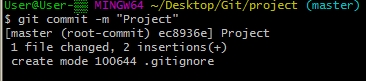 User@User-▒▒ MINGW64 ~/Desktop/Git/project (master)
$ git commit -m "Project"
[master (root-commit) ec8936e] Project
 1 file changed, 2 insertions(+)
 create mode 100644 .gitignore